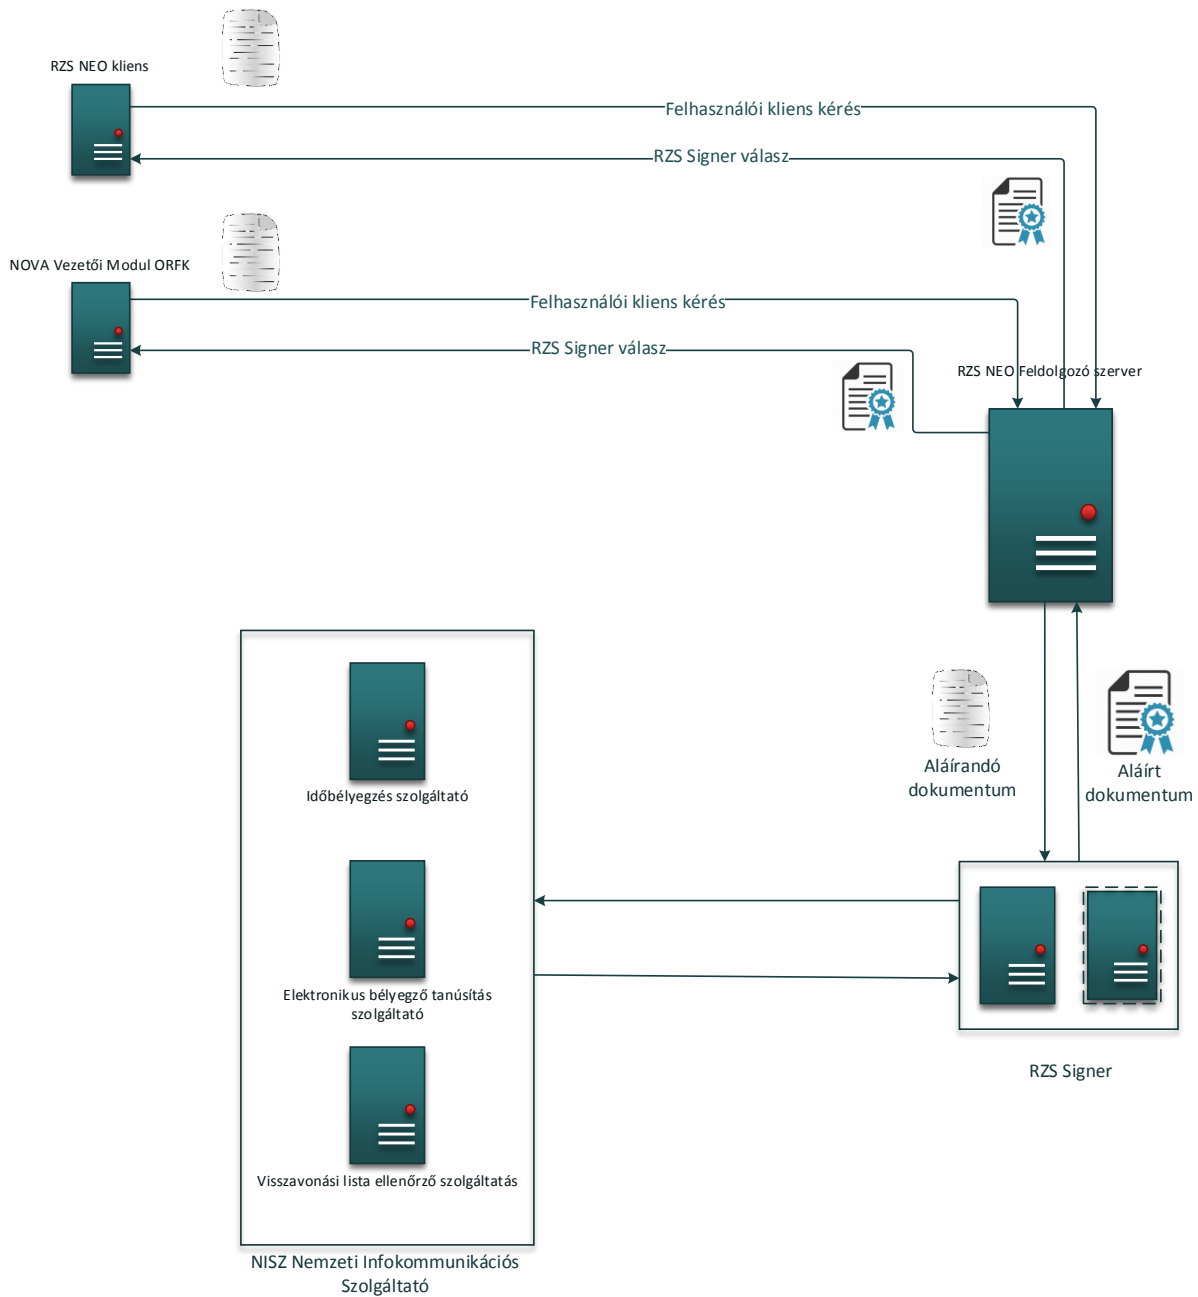 RZS NEO kliens
Felhasználói kliens kérés
RZS Signer válasz
NOVA Vezetői Modul ORFK
Felhasználói kliens kérés
RZS Signer válasz
RZS NEO Feldolgozó szerver
Aláírandó
dokumentum
Aláírt
dokumentum
Időbélyegzés szolgáltató
Elektronikus bélyegző tanúsítás
szolgáltató
Visszavonási lista ellenőrző szolgáltatás
RZS Signer
NISZ Nemzeti Infokommunikációs
Szolgáltató